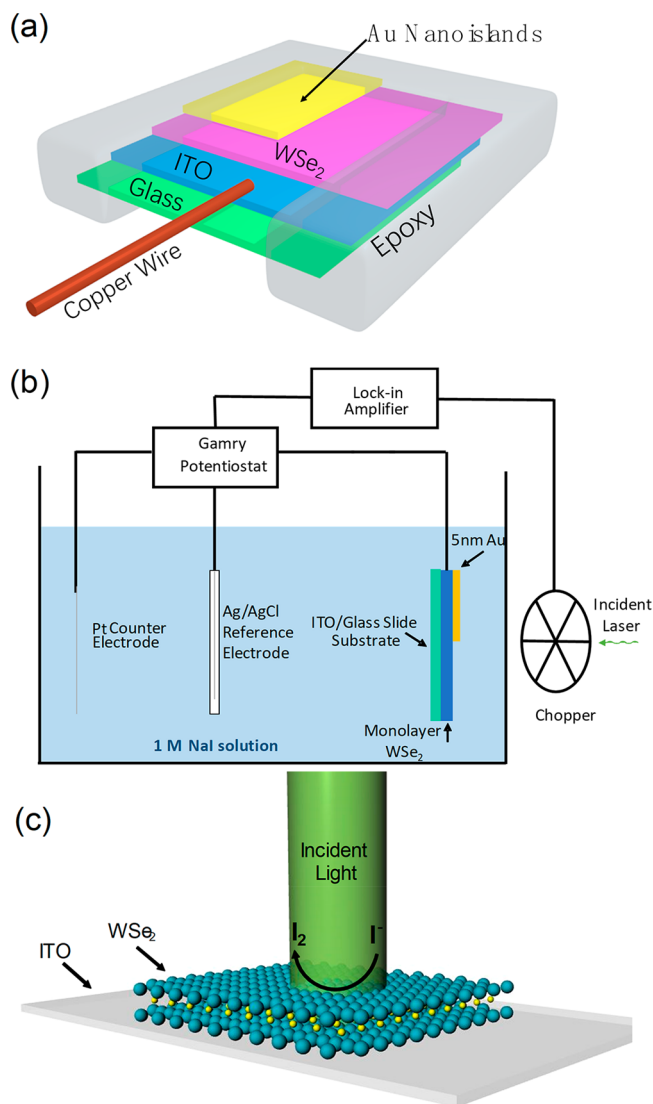 (a)
Au Nanoislands
WSe₂
ITO
Glass
Epoxy
Copper Wire
(b)
Lock-in
Amplifier
Gamry
Potentiostat
5nm Au
Pt Counter
Electrode
Ag/AgCl
Reference
Electrode
ITO/Glass Slide
Substrate
Incident
Laser
Chopper
Monolayer
WSe₂
1 M NaI solution
(c)
Incident
Light
I₂
I⁻
WSe₂
ITO